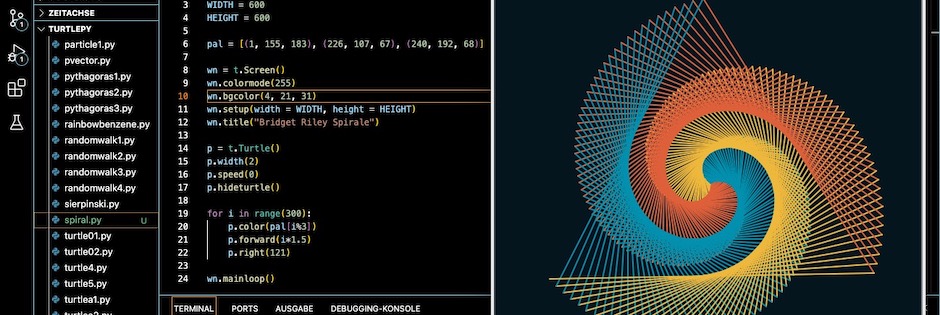 ZEITACHSE
TURTLEPY
particle1.py
pvector.py
pythagoras1.py
pythagoras2.py
pythagoras3.py
rainbowbenzene.py
randomwalk1.py
randomwalk2.py
randomwalk3.py
randomwalk4.py
sierpinski.py
spiral.py U
turtle01.py
turtle02.py
turtle4.py
turtle5.py
turtlea1.py
1
1
3 WIDTH = 600
4 HEIGHT = 600
5
6 pal = [(1, 155, 183), (226, 107, 67), (240, 192, 68)]
7
8 wn = t.Screen()
9 wn.colormode(255)
10 wn.bgcolor(4, 21, 31)
11 wn.setup(width = WIDTH, height = HEIGHT)
12 wn.title("Bridget Riley Spirale")
13
14 p = t.Turtle()
15 p.width(2)
16 p.speed(0)
17 p.hideturtle()
18
19 for i in range(300):
20 p.color(pal[i%3])
21 p.forward(i*1.5)
22 p.right(121)
23
24 wn.mainloop()
TERMINAL PORTS AUSGABE DEBUGGING-KONSOLE